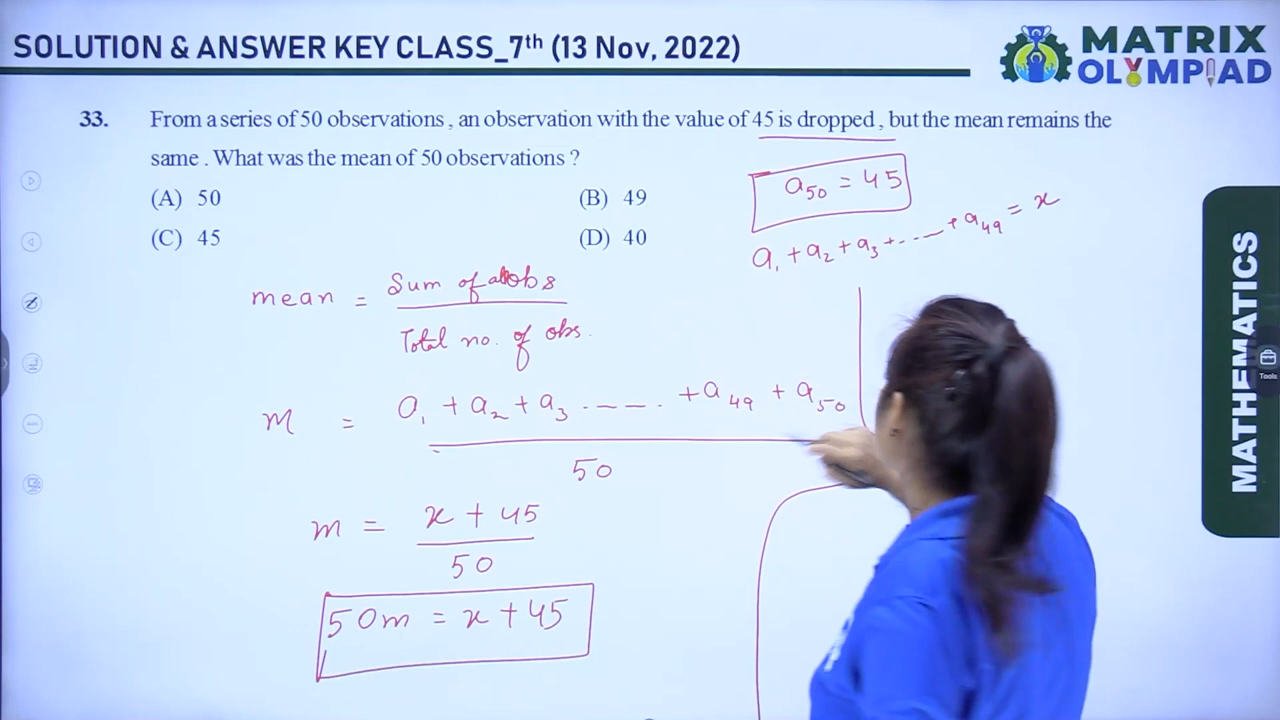 SOLUTION & ANSWER KEY CLASS_7th (13 Nov, 2022)
MATRIX
OLYMPIAD
33. From a series of 50 observations , an observation with the value of 45 is dropped , but the mean remains the
same . What was the mean of 50 observations ?
(A) 50 (B) 49
(C) 45 (D) 40
a₅₀ = 45
a₁ + a₂ + a₃ + ..... + a₄₉ = x
mean = Sum of obs
Total no. of obs.
m = a₁ + a₂ + a₃ ..... + a₄₉ + a₅₀
50
m = x + 45
50
50m = x + 45
MATHEMATICS
Tools